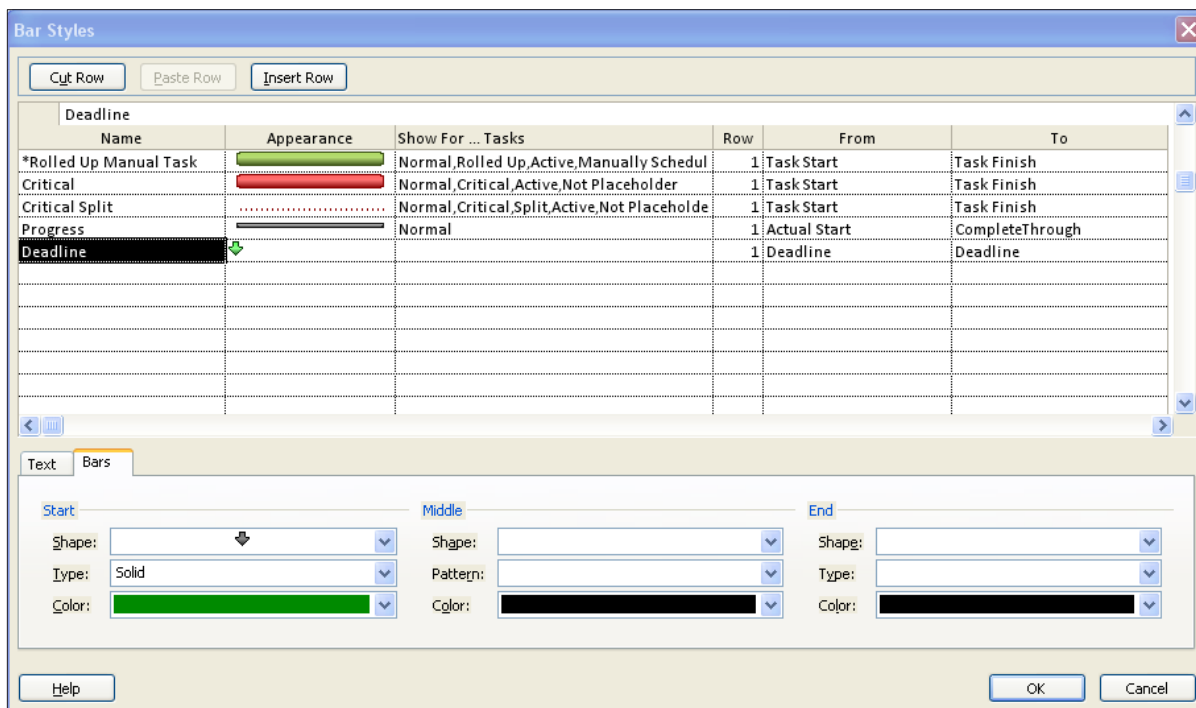 Bar Styles
Cut Row Paste Row Insert Row
Deadline
Name Appearance Show For ... Tasks Row From To
*Rolled Up Manual Task Normal,Rolled Up,Active,Manually Schedul 1 Task Start Task Finish
Critical Normal,Critical,Active,Not Placeholder 1 Task Start Task Finish
Critical Split Normal,Critical,Split,Active,Not Placeholde 1 Task Start Task Finish
Progress Normal 1 Actual Start CompleteThrough
Deadline 1 Deadline Deadline
Text Bars
Start Middle End
Shape: Shape: Shape:
Type: Solid Pattern: Type:
Color: Color: Color:
Help OK Cancel